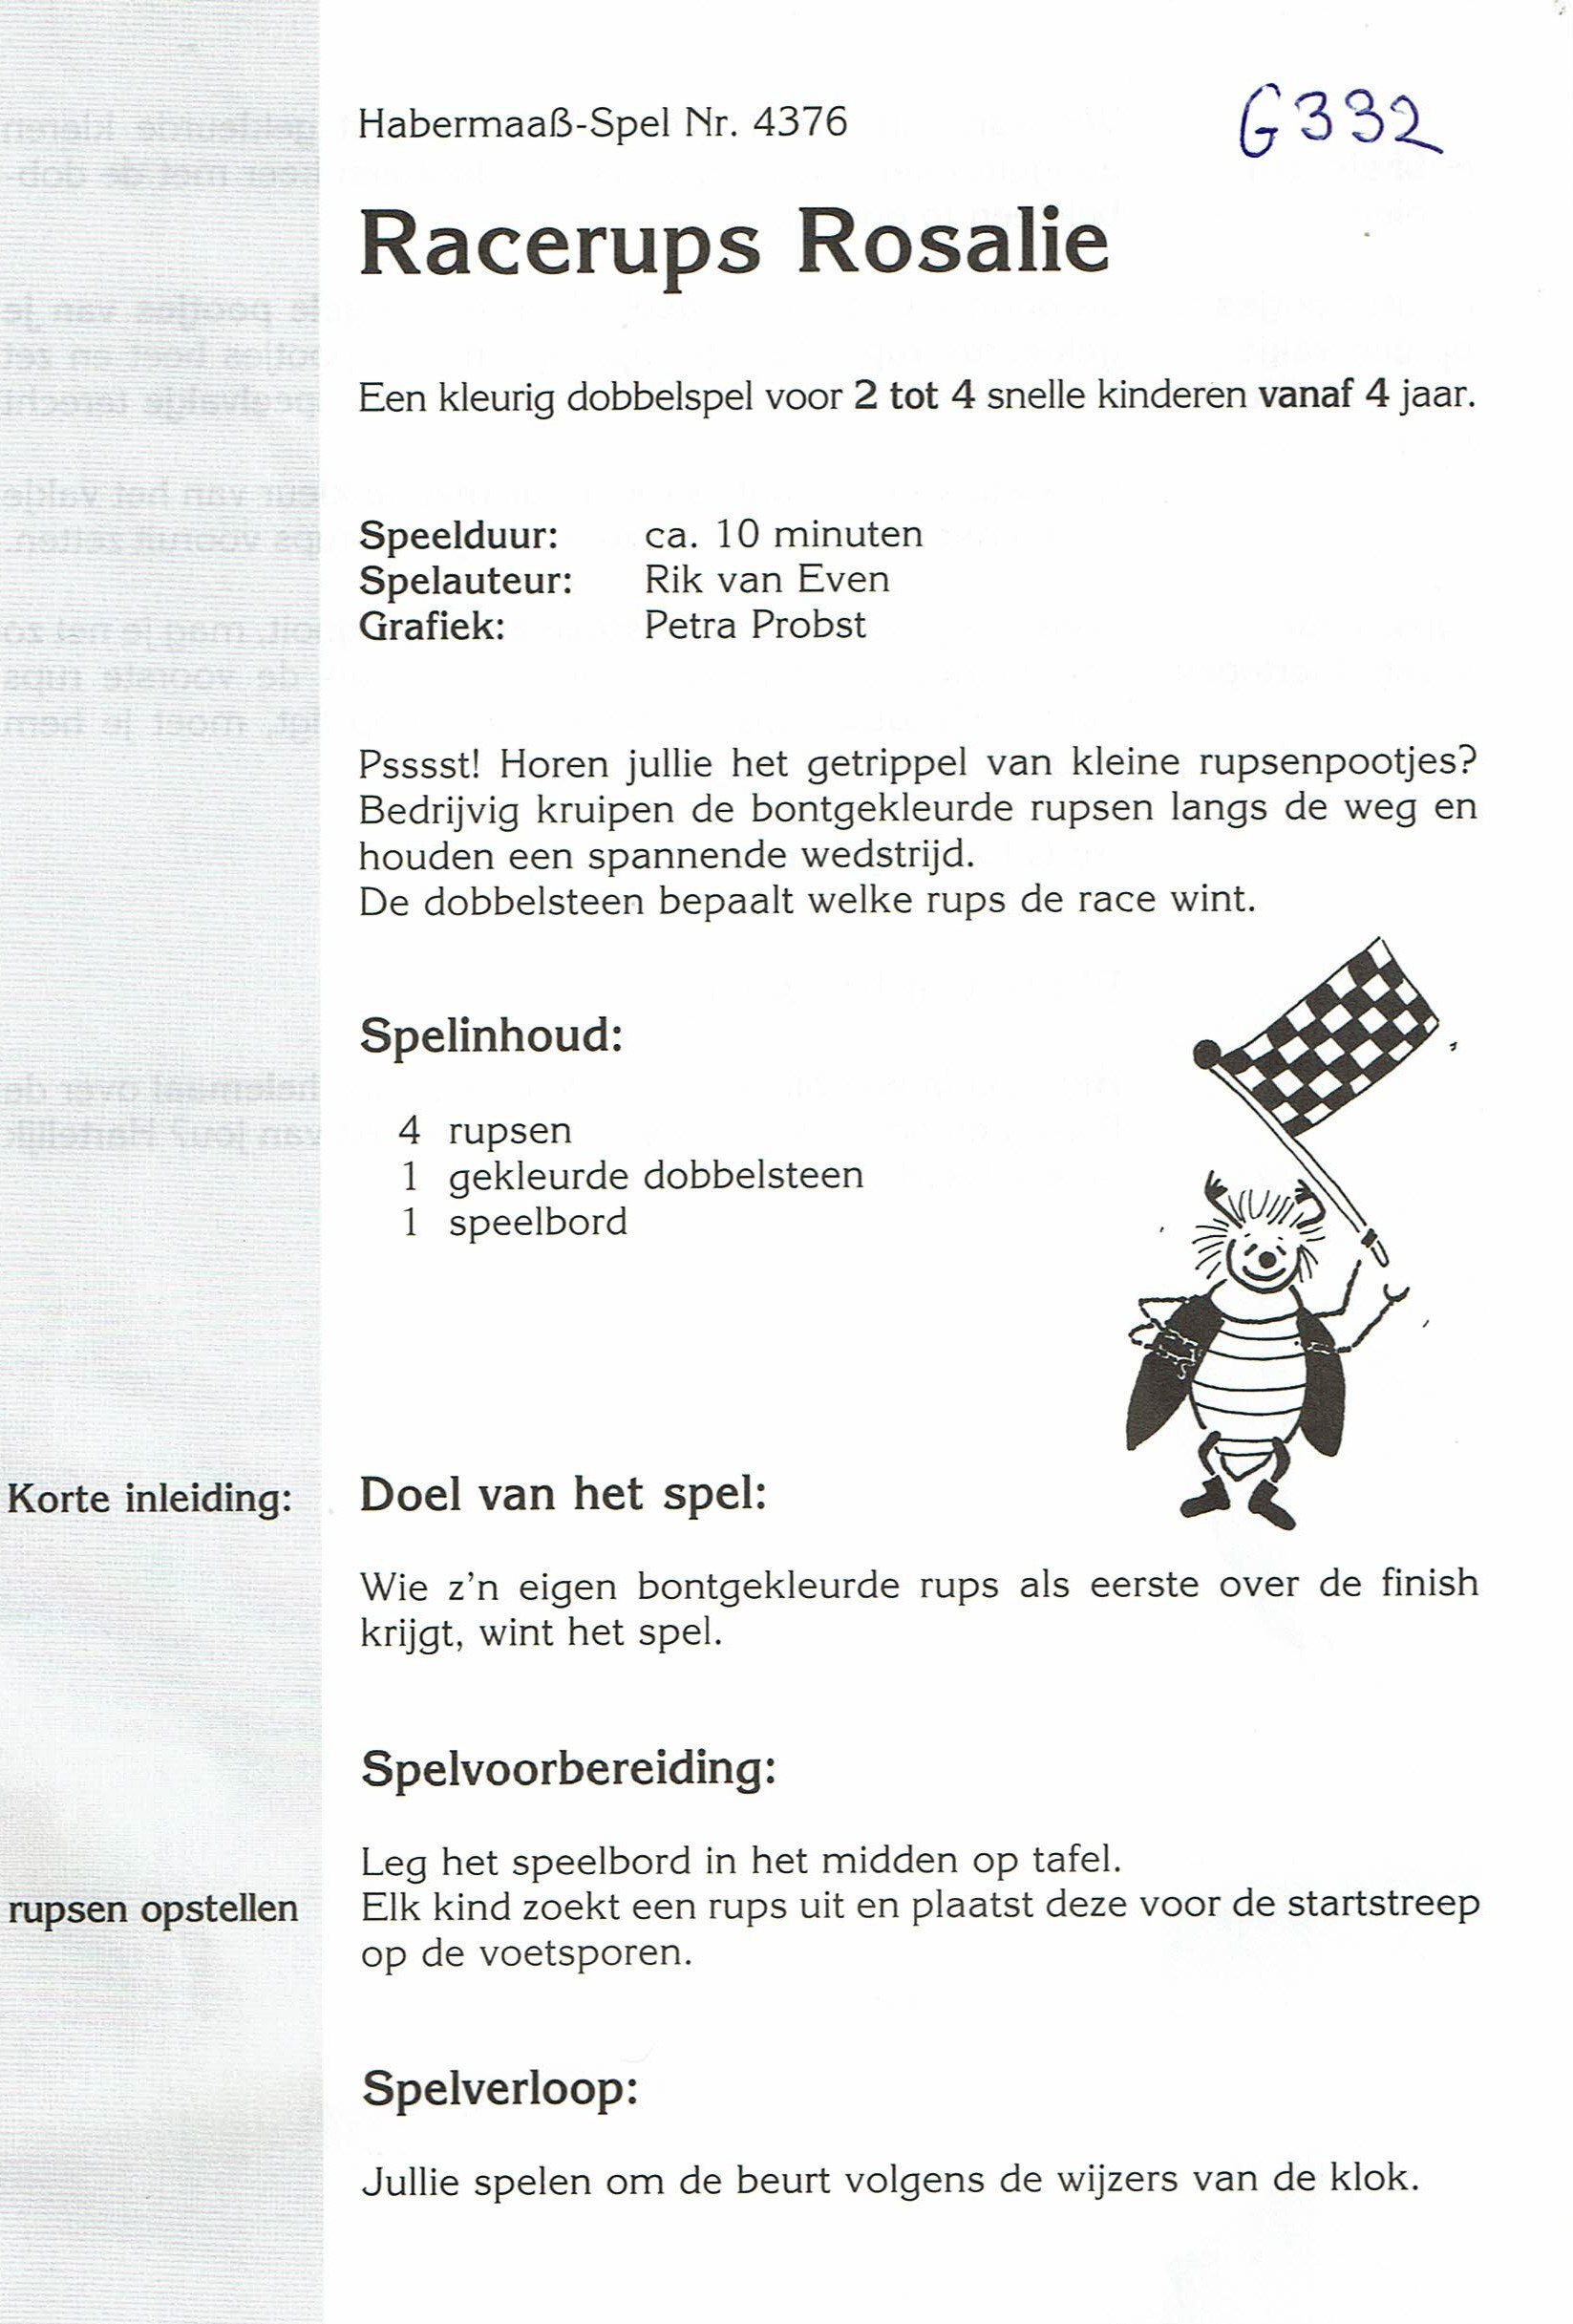 Habermaaß-Spel Nr. 4376
G332
Racerups Rosalie
Een kleurig dobbelspel voor 2 tot 4 snelle kinderen vanaf 4 jaar.
Speelduur: ca. 10 minuten
Spelauteur: Rik van Even
Grafiek: Petra Probst
Psssst! Horen jullie het getrippel van kleine rupsenpootjes?
Bedrijvig kruipen de bontgekleurde rupsen langs de weg en
houden een spannende wedstrijd.
De dobbelsteen bepaalt welke rups de race wint.
Spelinhoud:
4 rupsen
1 gekleurde dobbelsteen
1 speelbord
Korte inleiding:
Doel van het spel:
Wie z'n eigen bontgekleurde rups als eerste over de finish
krijgt, wint het spel.
Spelvoorbereiding:
Leg het speelbord in het midden op tafel.
rupsen opstellen
Elk kind zoekt een rups uit en plaatst deze voor de startstreep
op de voetsporen.
Spelverloop:
Jullie spelen om de beurt volgens de wijzers van de klok.